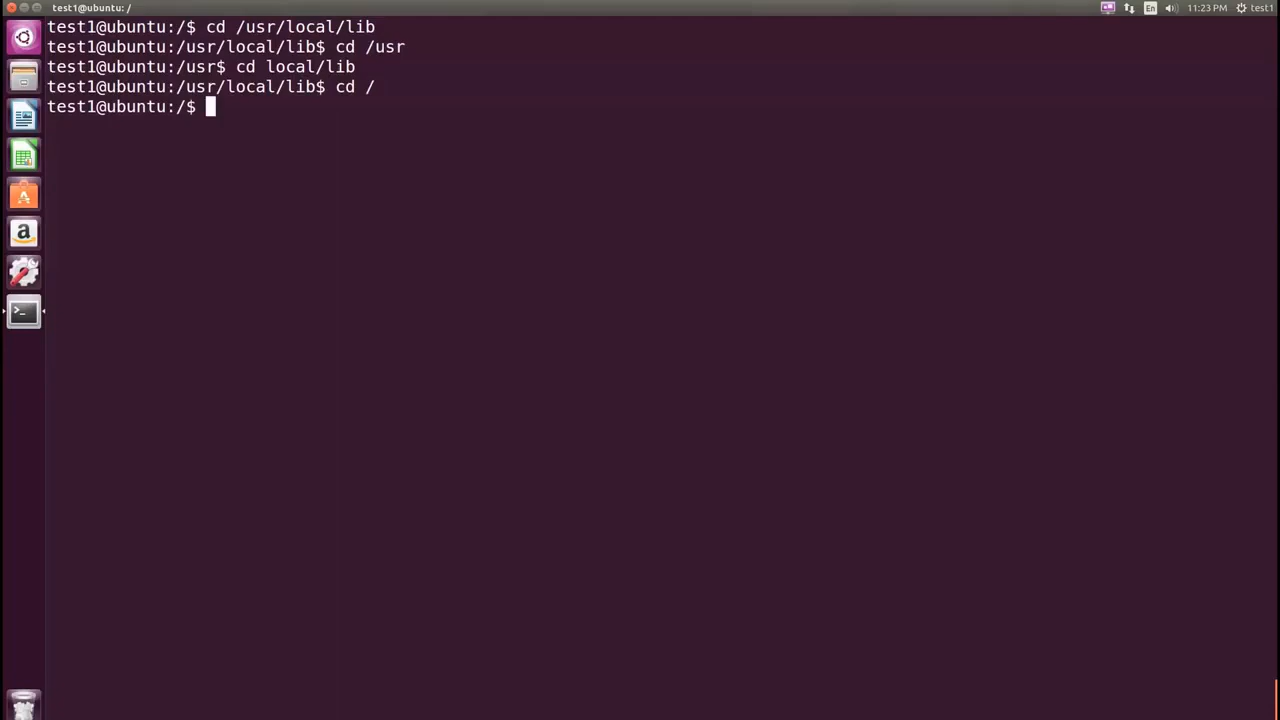 test1@ubuntu: /
En
11:23 PM
test1
test1@ubuntu:/$ cd /usr/local/lib
test1@ubuntu:/usr/local/lib$ cd /usr
test1@ubuntu:/usr$ cd local/lib
test1@ubuntu:/usr/local/lib$ cd /
test1@ubuntu:/$
A
a
>_